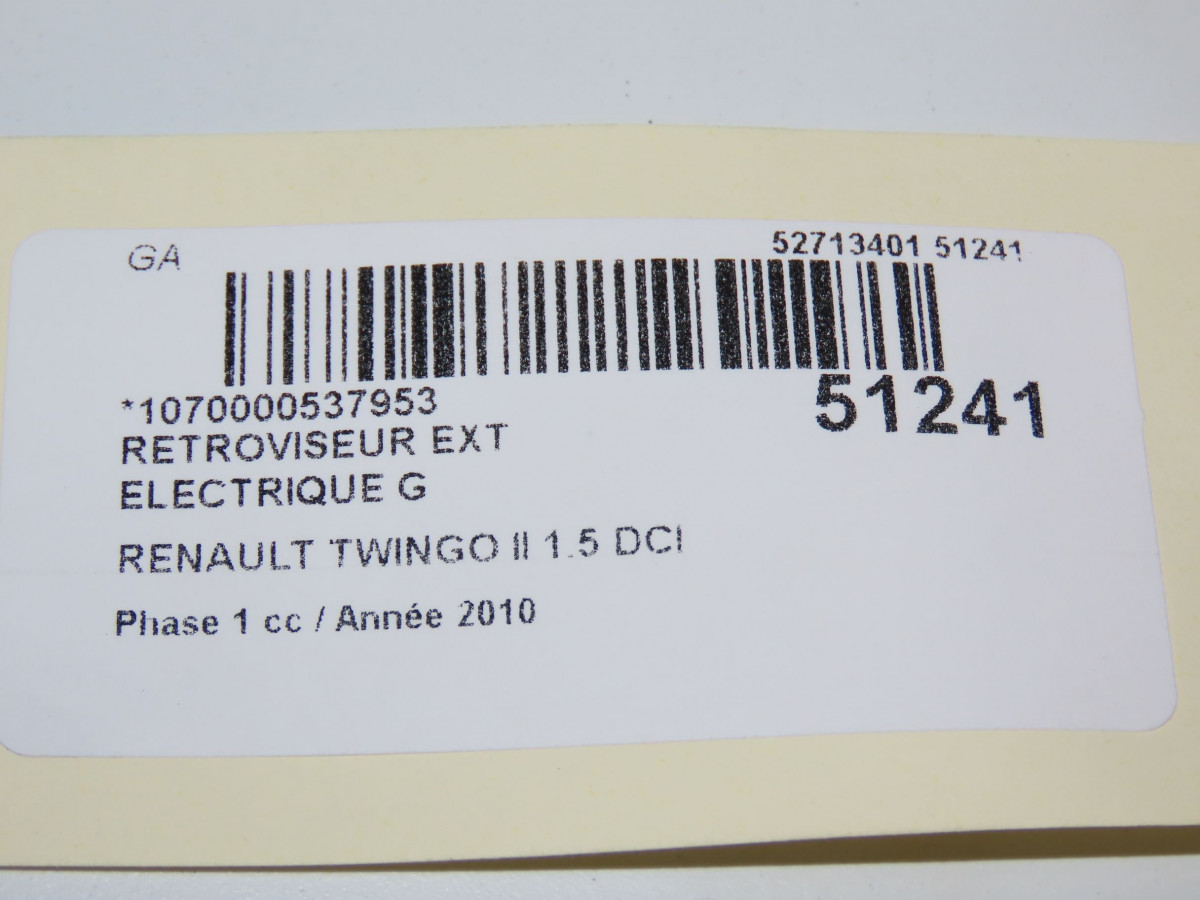 GA
52713401 51241
*1070000537953
51241
RETROVISEUR EXT
ELECTRIQUE G
RENAULT TWINGO II 1.5 DCI
Phase 1 cc / Année 2010